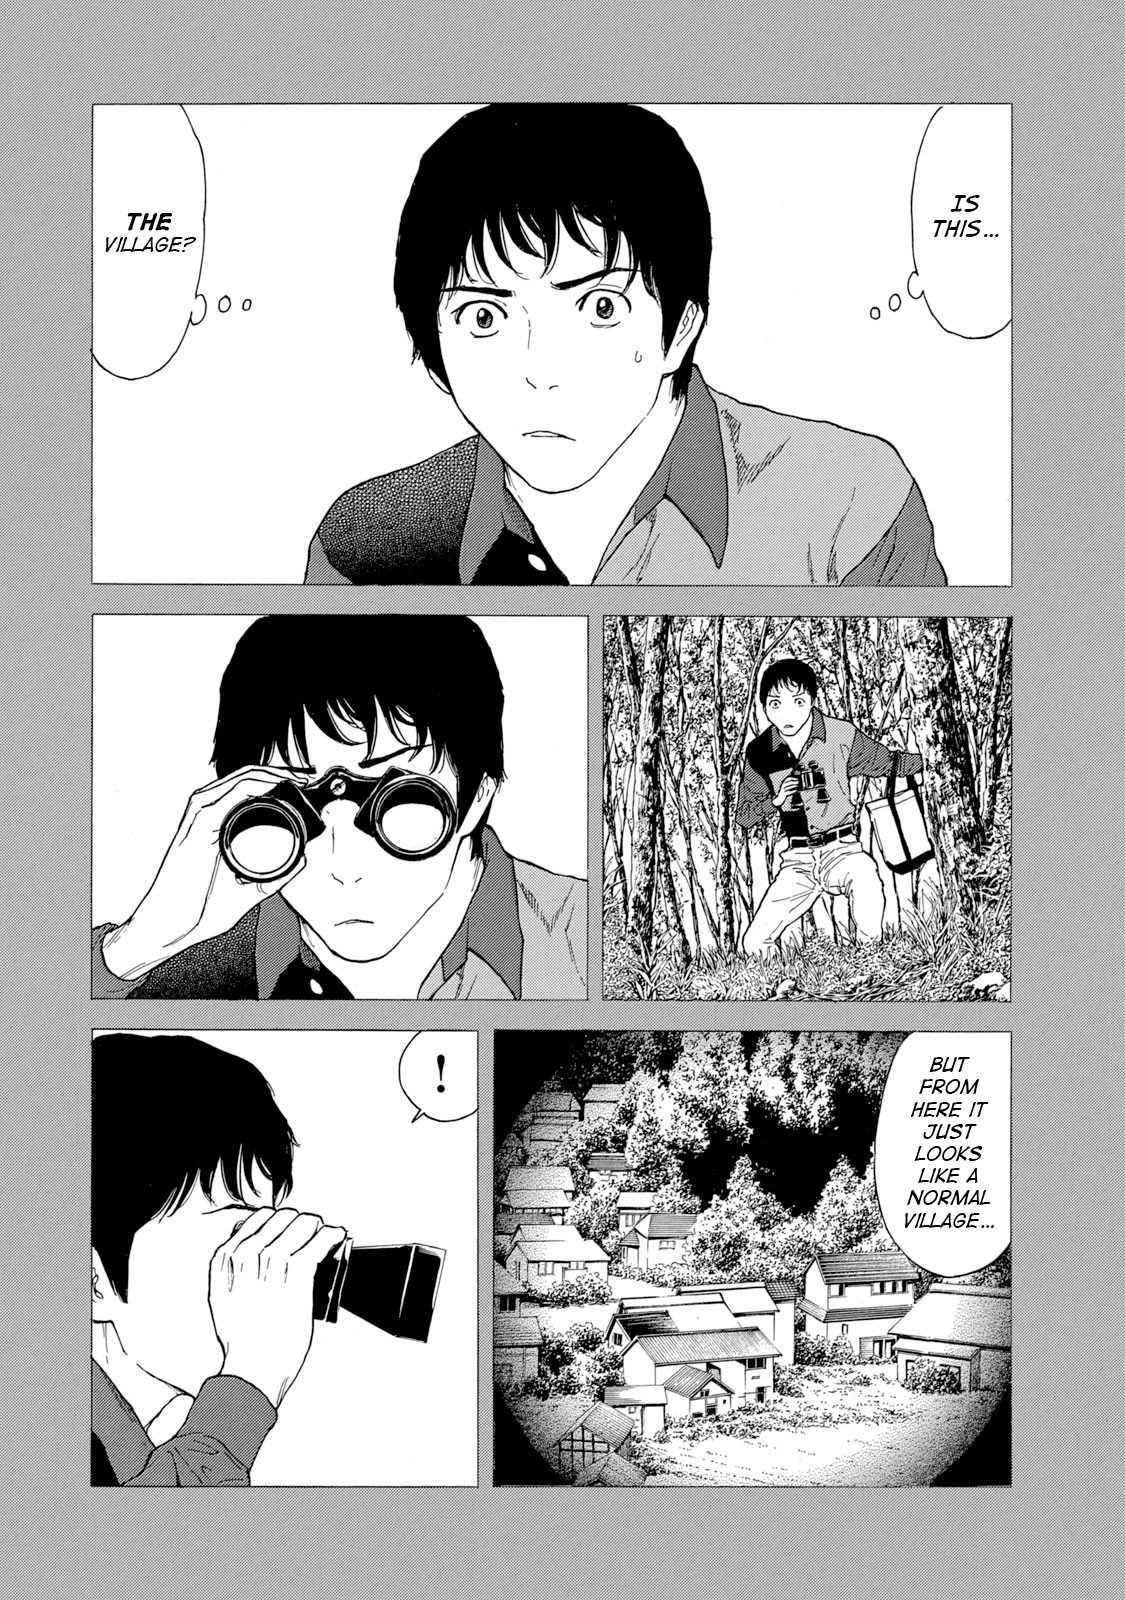 IS
THIS...
THE
VILLAGE?
BUT
FROM
HERE IT
JUST
LOOKS
LIKE A
NORMAL
VILLAGE...
!